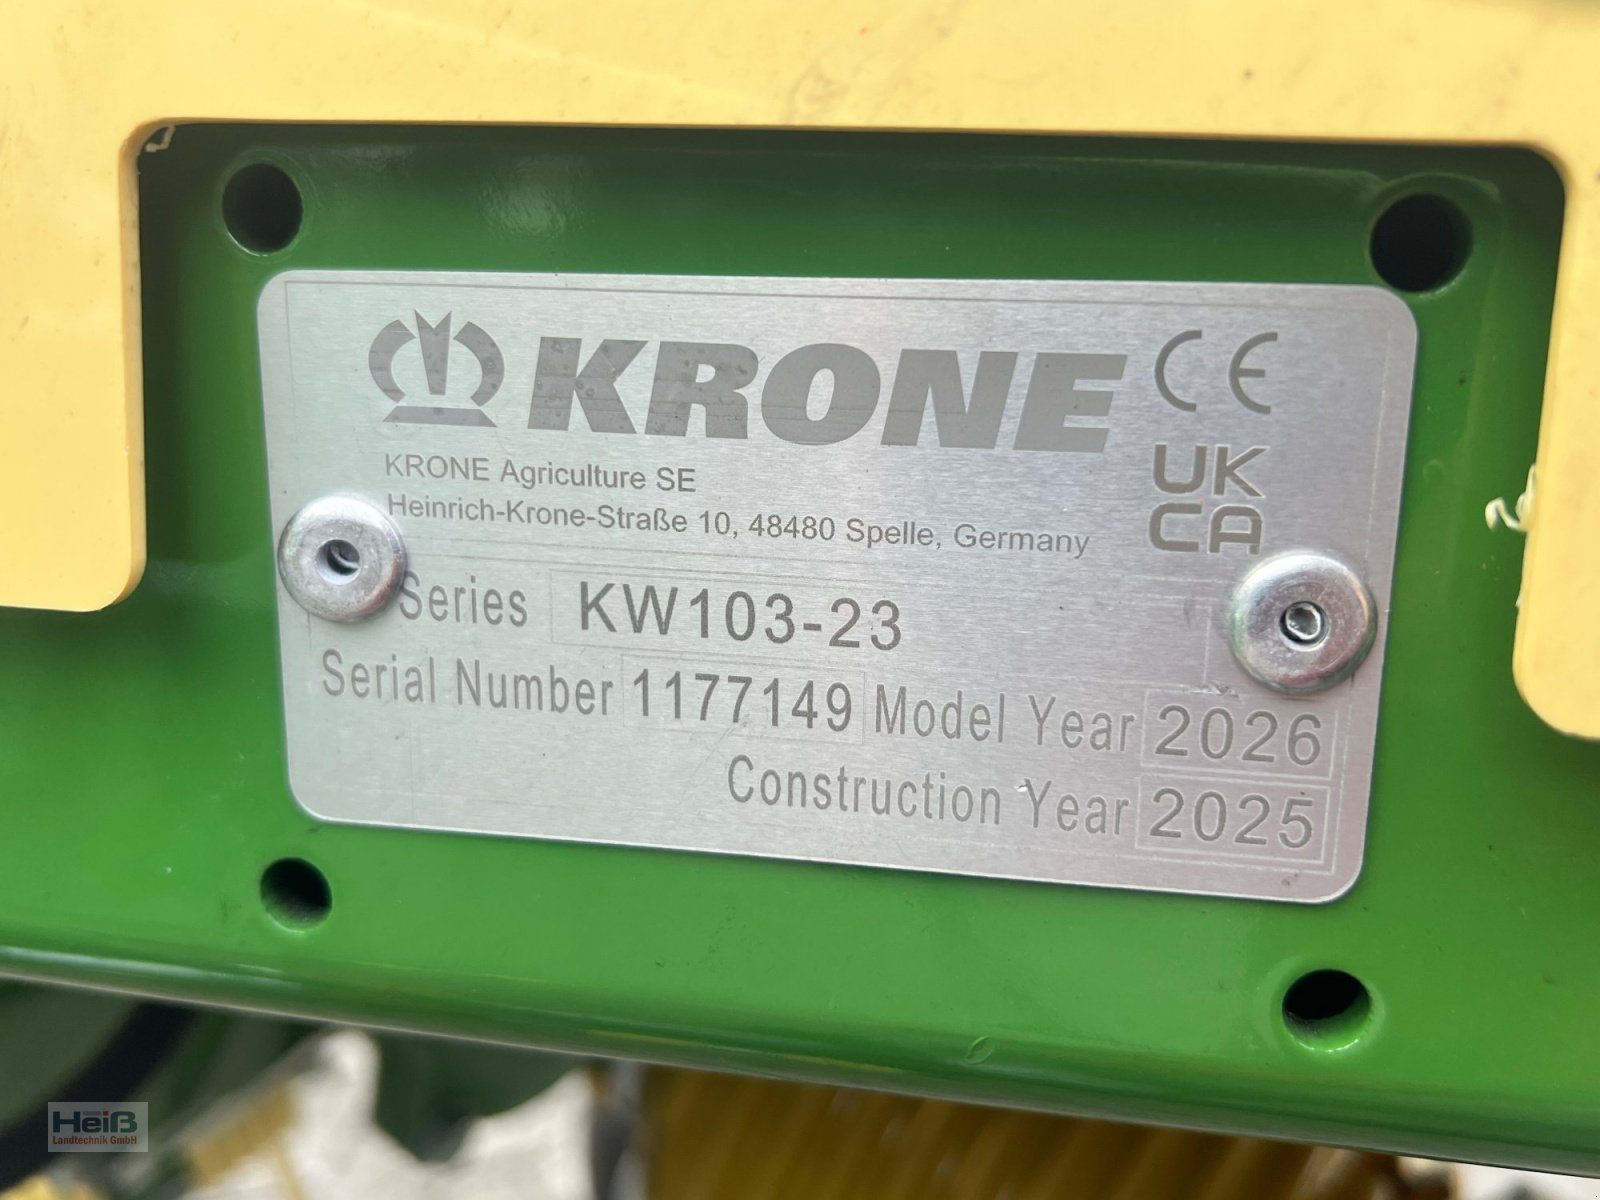 KRONE CE
UK
CA
KRONE Agriculture SE
Heinrich-Krone-Straße 10, 48480 Spelle, Germany
Series KW103-23
Serial Number 1177149 Model Year 2026
Construction Year 2025
Heiß
Landtechnik GmbH